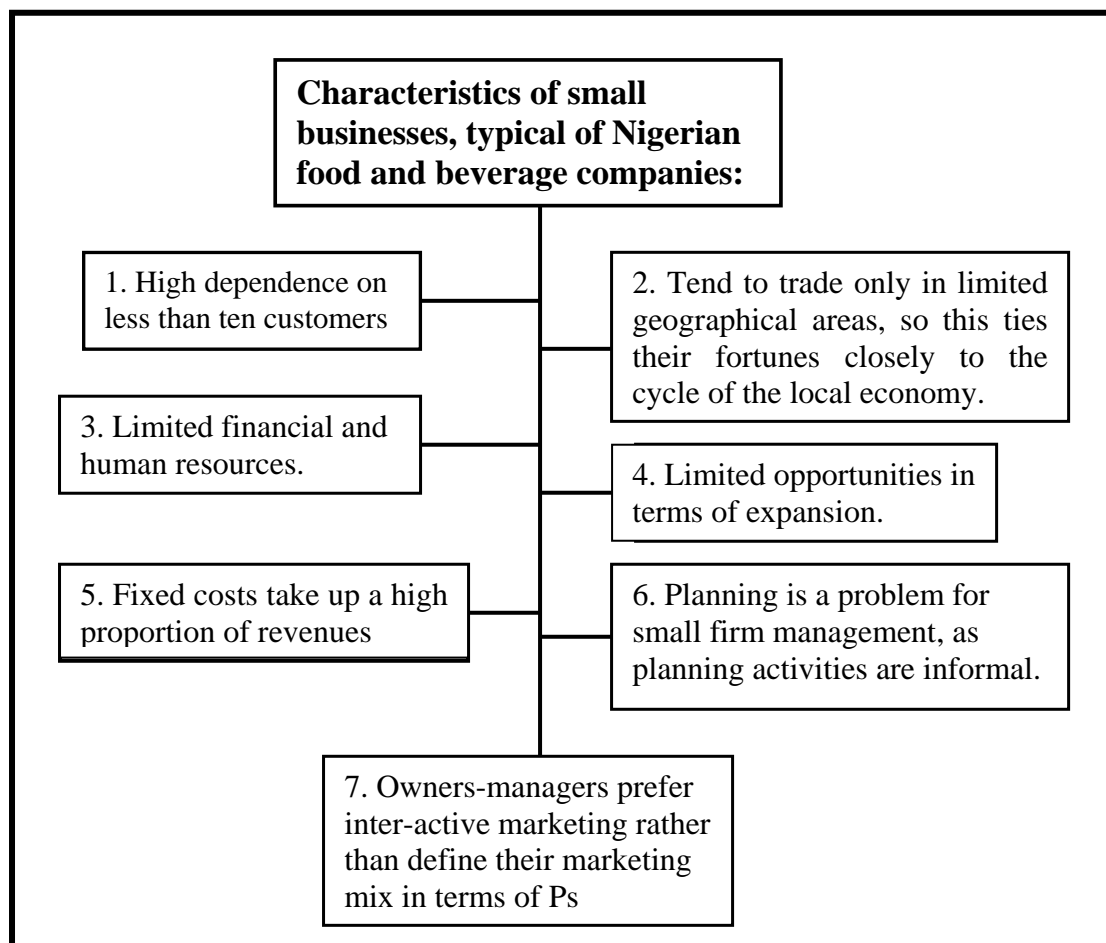 Characteristics of small
businesses, typical of Nigerian
food and beverage companies:
1. High dependence on
less than ten customers
2. Tend to trade only in limited
geographical areas, so this ties
their fortunes closely to the
cycle of the local economy.
3. Limited financial and
human resources.
4. Limited opportunities in
terms of expansion.
5. Fixed costs take up a high
proportion of revenues
6. Planning is a problem for
small firm management, as
planning activities are informal.
7. Owners-managers prefer
inter-active marketing rather
than define their marketing
mix in terms of Ps